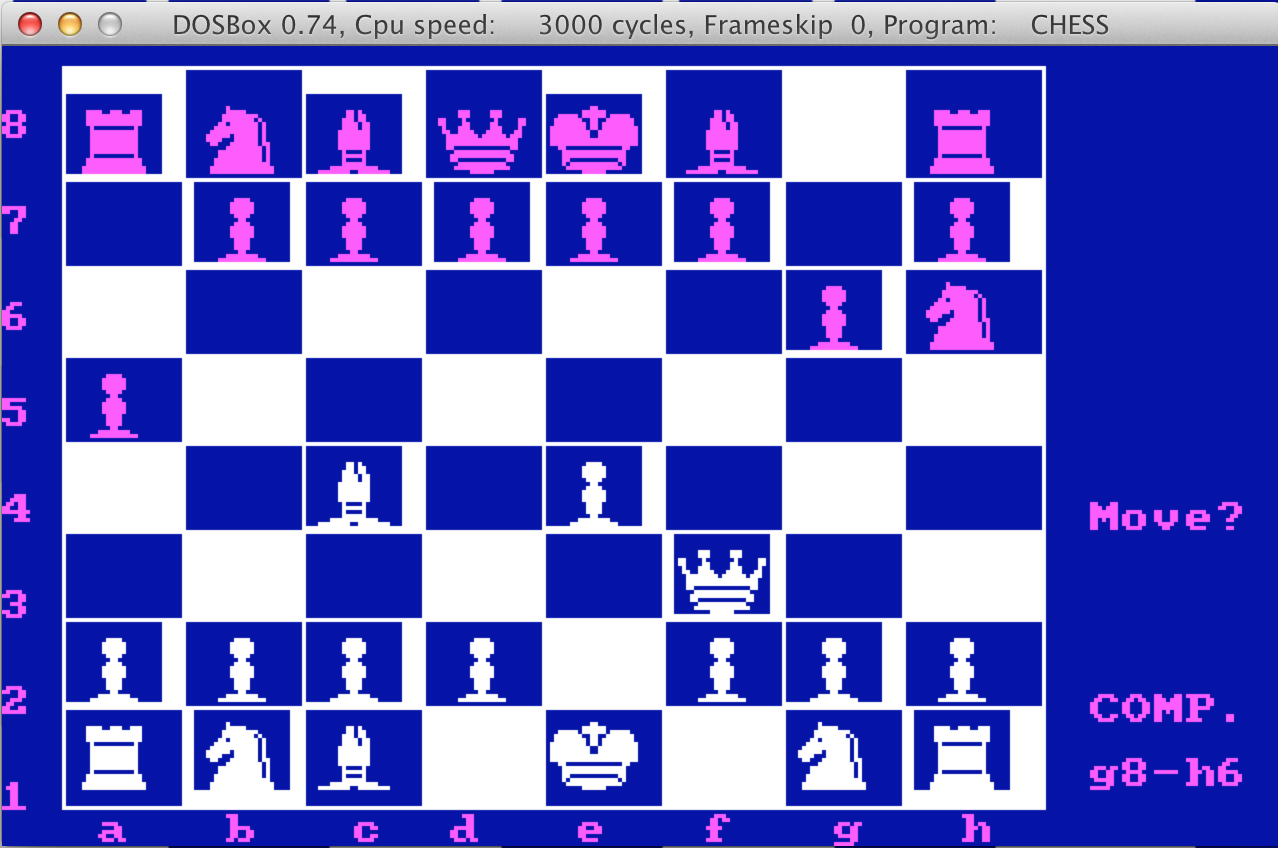 DOSBox 0.74, Cpu speed: 3000 cycles, Frameskip 0, Program: CHESS
8
7
6
5
4
Move?
3
2
COMP.
g8-h6
1
a b c d e f g h